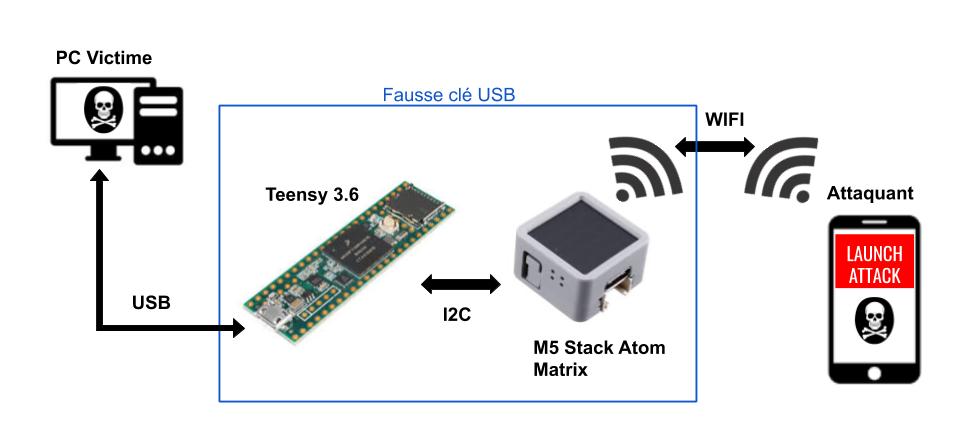 PC Victime
Fausse clé USB
WIFI
Teensy 3.6
Attaquant
LAUNCH
ATTACK
USB
I2C
M5 Stack Atom
Matrix